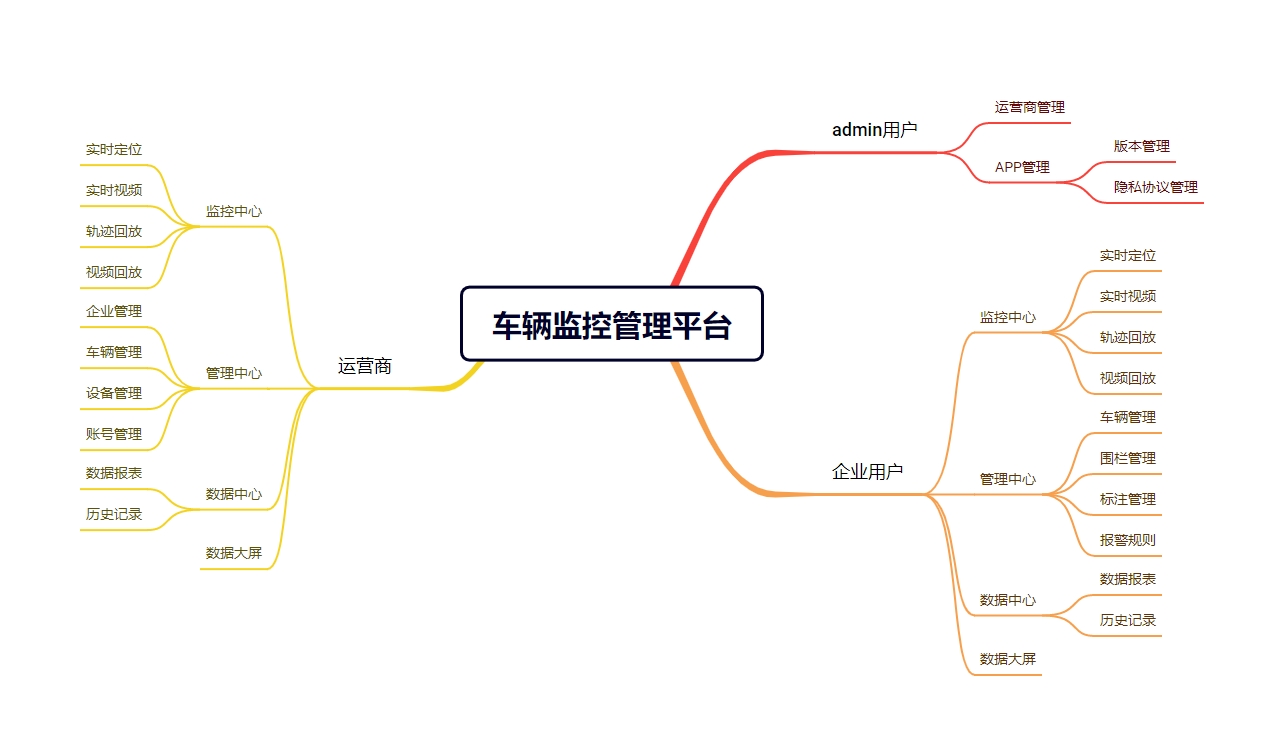 车辆监控管理平台
admin用户
运营商管理
APP管理
版本管理
隐私协议管理
企业用户
监控中心
实时定位
实时视频
轨迹回放
视频回放
管理中心
车辆管理
围栏管理
标注管理
报警规则
数据中心
数据报表
历史记录
数据大屏
运营商
监控中心
实时定位
实时视频
轨迹回放
视频回放
管理中心
企业管理
车辆管理
设备管理
账号管理
数据中心
数据报表
历史记录
数据大屏